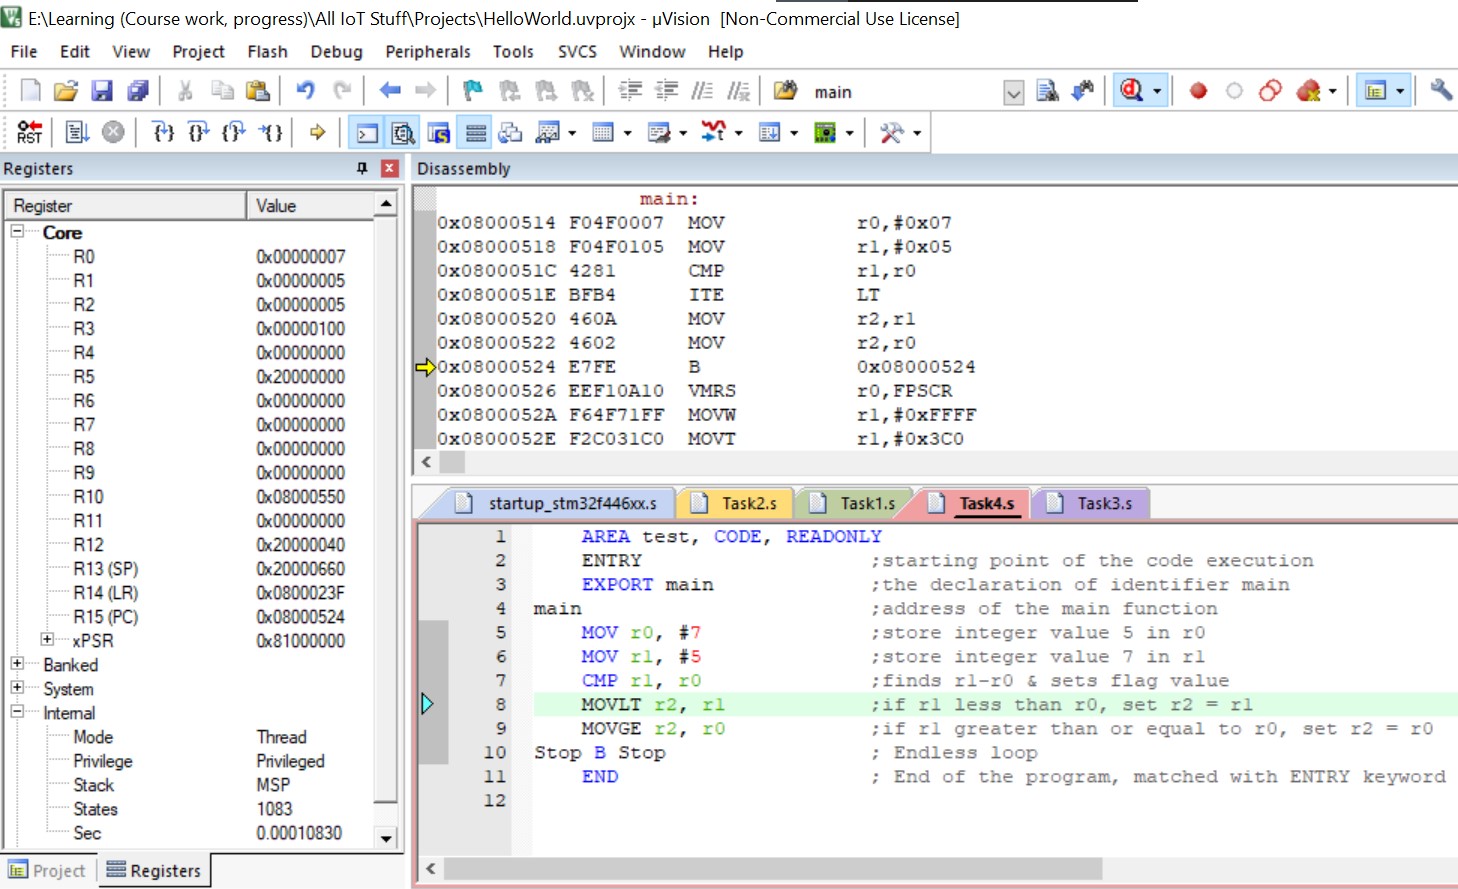 E:\Learning (Course work, progress)\All IoT Stuff\Projects\HelloWorld.uvprojx - µVision [Non-Commercial Use License]
File Edit View Project Flash Debug Peripherals Tools SVCS Window Help
main
RST
Registers
Register Value
Core
R0 0x00000007
R1 0x00000005
R2 0x00000005
R3 0x00000100
R4 0x00000000
R5 0x20000000
R6 0x00000000
R7 0x00000000
R8 0x00000000
R9 0x00000000
R10 0x08000550
R11 0x00000000
R12 0x20000040
R13 (SP) 0x20000660
R14 (LR) 0x0800023F
R15 (PC) 0x08000524
xPSR 0x81000000
Banked
System
Internal
Mode Thread
Privilege Privileged
Stack MSP
States 1083
Sec 0.00010830
Project Registers
Disassembly
main:
0x08000514 F04F0007 MOV r0,#0x07
0x08000518 F04F0105 MOV r1,#0x05
0x0800051C 4281 CMP r1,r0
0x0800051E BFB4 ITE LT
0x08000520 460A MOV r2,r1
0x08000522 4602 MOV r2,r0
0x08000524 E7FE B 0x08000524
0x08000526 EEF10A10 VMRS r0,FPSCR
0x0800052A F64F71FF MOVW r1,#0xFFFF
0x0800052E F2C031C0 MOVT r1,#0x3C0
startup_stm32f446xx.s Task2.s Task1.s Task4.s Task3.s
1 AREA test, CODE, READONLY
2 ENTRY ;starting point of the code execution
3 EXPORT main ;the declaration of identifier main
4 main ;address of the main function
5 MOV r0, #7 ;store integer value 5 in r0
6 MOV r1, #5 ;store integer value 7 in r1
7 CMP r1, r0 ;finds r1-r0 & sets flag value
8 MOVLT r2, r1 ;if r1 less than r0, set r2 = r1
9 MOVGE r2, r0 ;if r1 greater than or equal to r0, set r2 = r0
10 Stop B Stop ; Endless loop
11 END ; End of the program, matched with ENTRY keyword
12